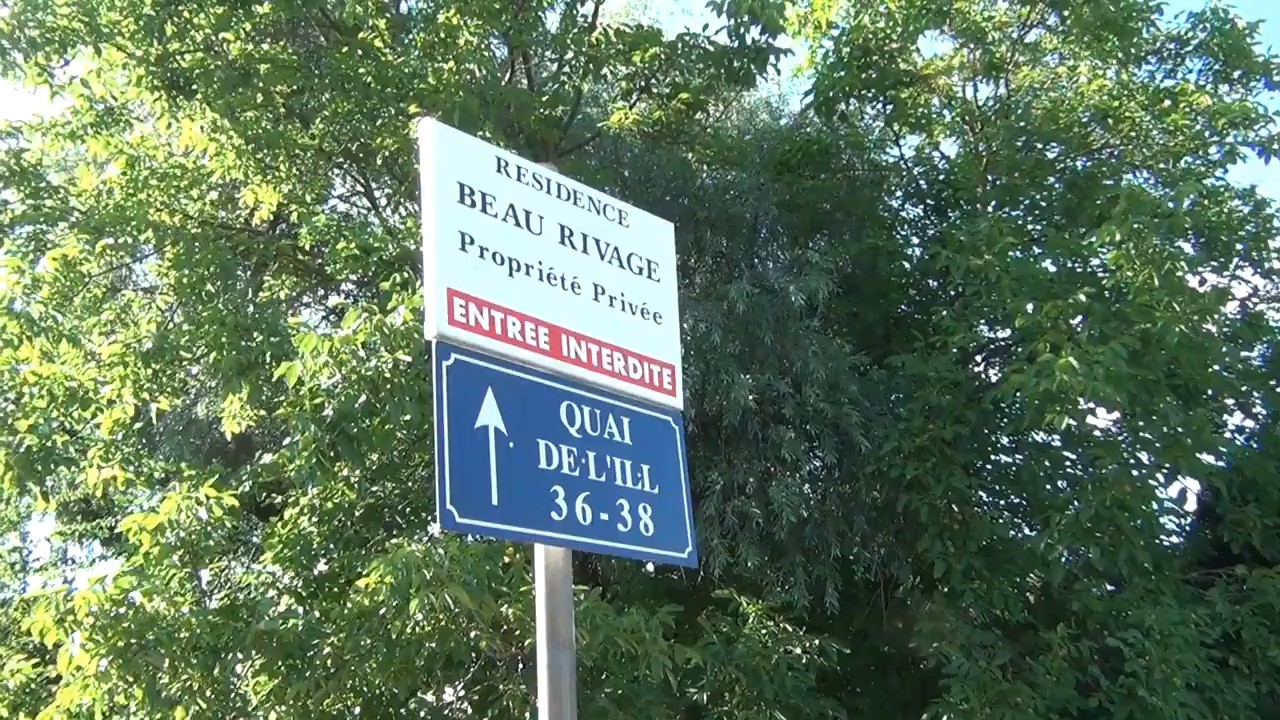 RESIDENCE
BEAU RIVAGE
Propriété Privée
ENTREE INTERDITE
QUAI
DE L'ILL
36-38